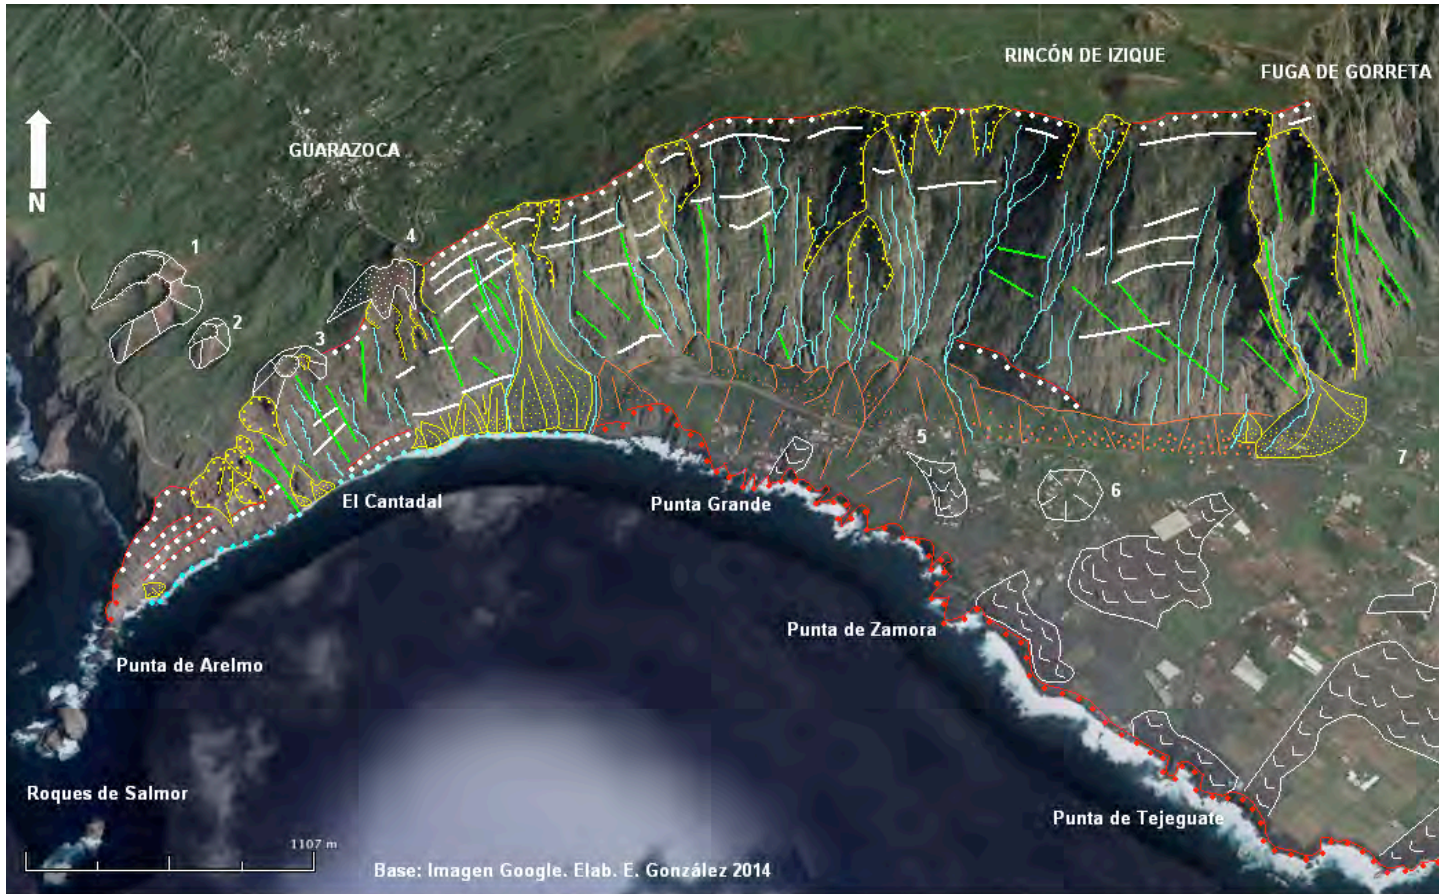 RINCÓN DE IZIQUE
FUGA DE GORRETA
GUARAZOCA
N
1
2
3
4
5
6
7
El Cantadal
Punta Grande
Punta de Zamora
Punta de Arelmo
Roques de Salmor
Punta de Tejeguate
1107 m
Base: Imagen Google. Elab. E. González 2014